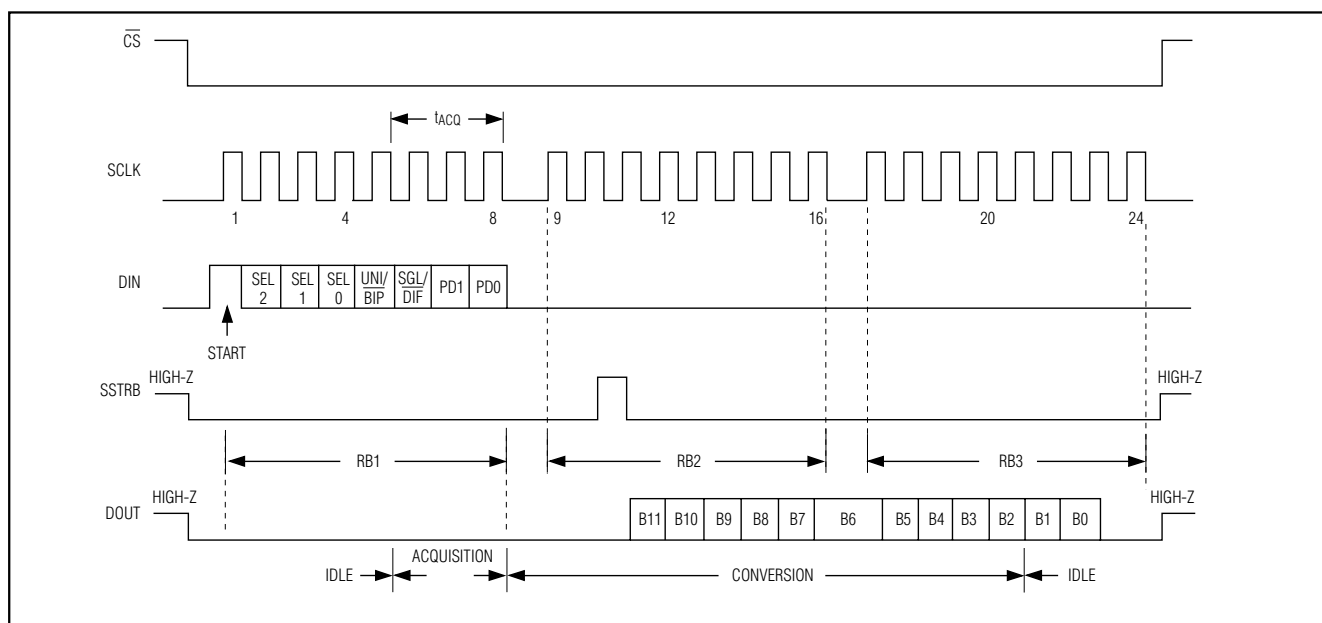 CS
tACQ
SCLK
1 4 8 9 12 16 20 24
DIN
SEL 2
SEL 1
SEL 0
UNI/ BIP
SGL/ DIF
PD1
PD0
START
HIGH-Z
SSTRB
HIGH-Z
RB1
RB2
RB3
HIGH-Z
DOUT
B11 B10 B9 B8 B7 B6 B5 B4 B3 B2 B1 B0
HIGH-Z
IDLE
ACQUISITION
CONVERSION
IDLE